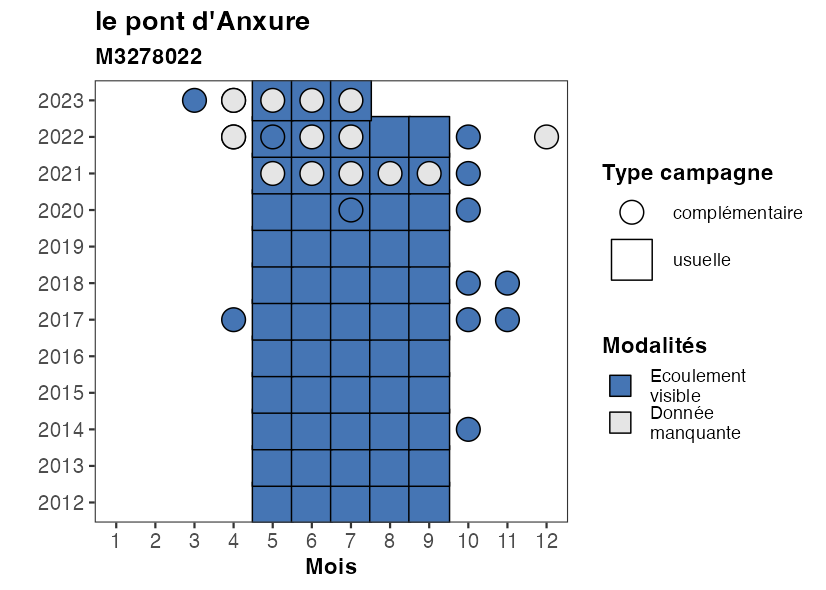 le pont d'Anxure
M3278022
2023
2022
2021
2020
2019
2018
2017
2016
2015
2014
2013
2012
1 2 3 4 5 6 7 8 9 10 11 12
Mois
Type campagne
complémentaire
usuelle
Modalités
Ecoulement
visible
Donnée
manquante